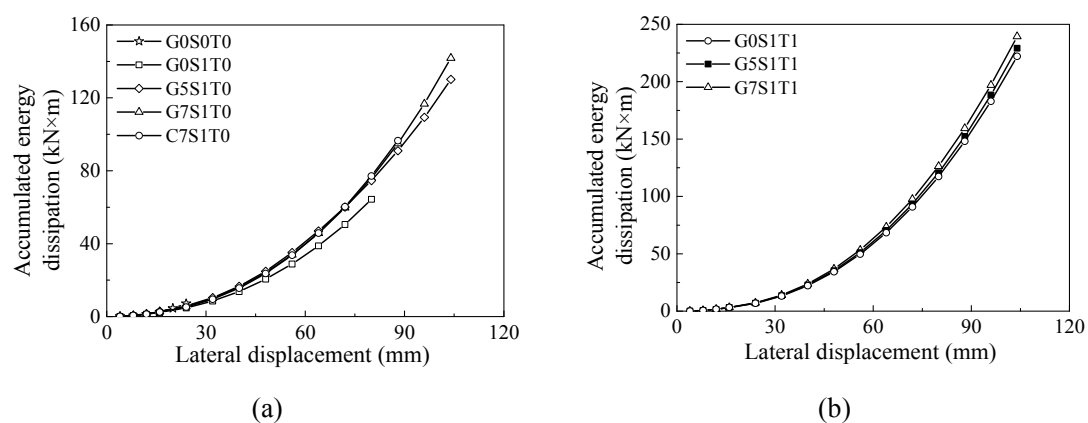 160
120
80
40
0
0
30
60
90
120
G0S0T0
G0S1T0
G5S1T0
G7S1T0
C7S1T0
Accumulated energy
dissipation (kN×m)
Lateral displacement (mm)
(a)
250
200
150
100
50
0
0
30
60
90
120
G0S1T1
G5S1T1
G7S1T1
Accumulated energy
dissipation (kN×m)
Lateral displacement (mm)
(b)